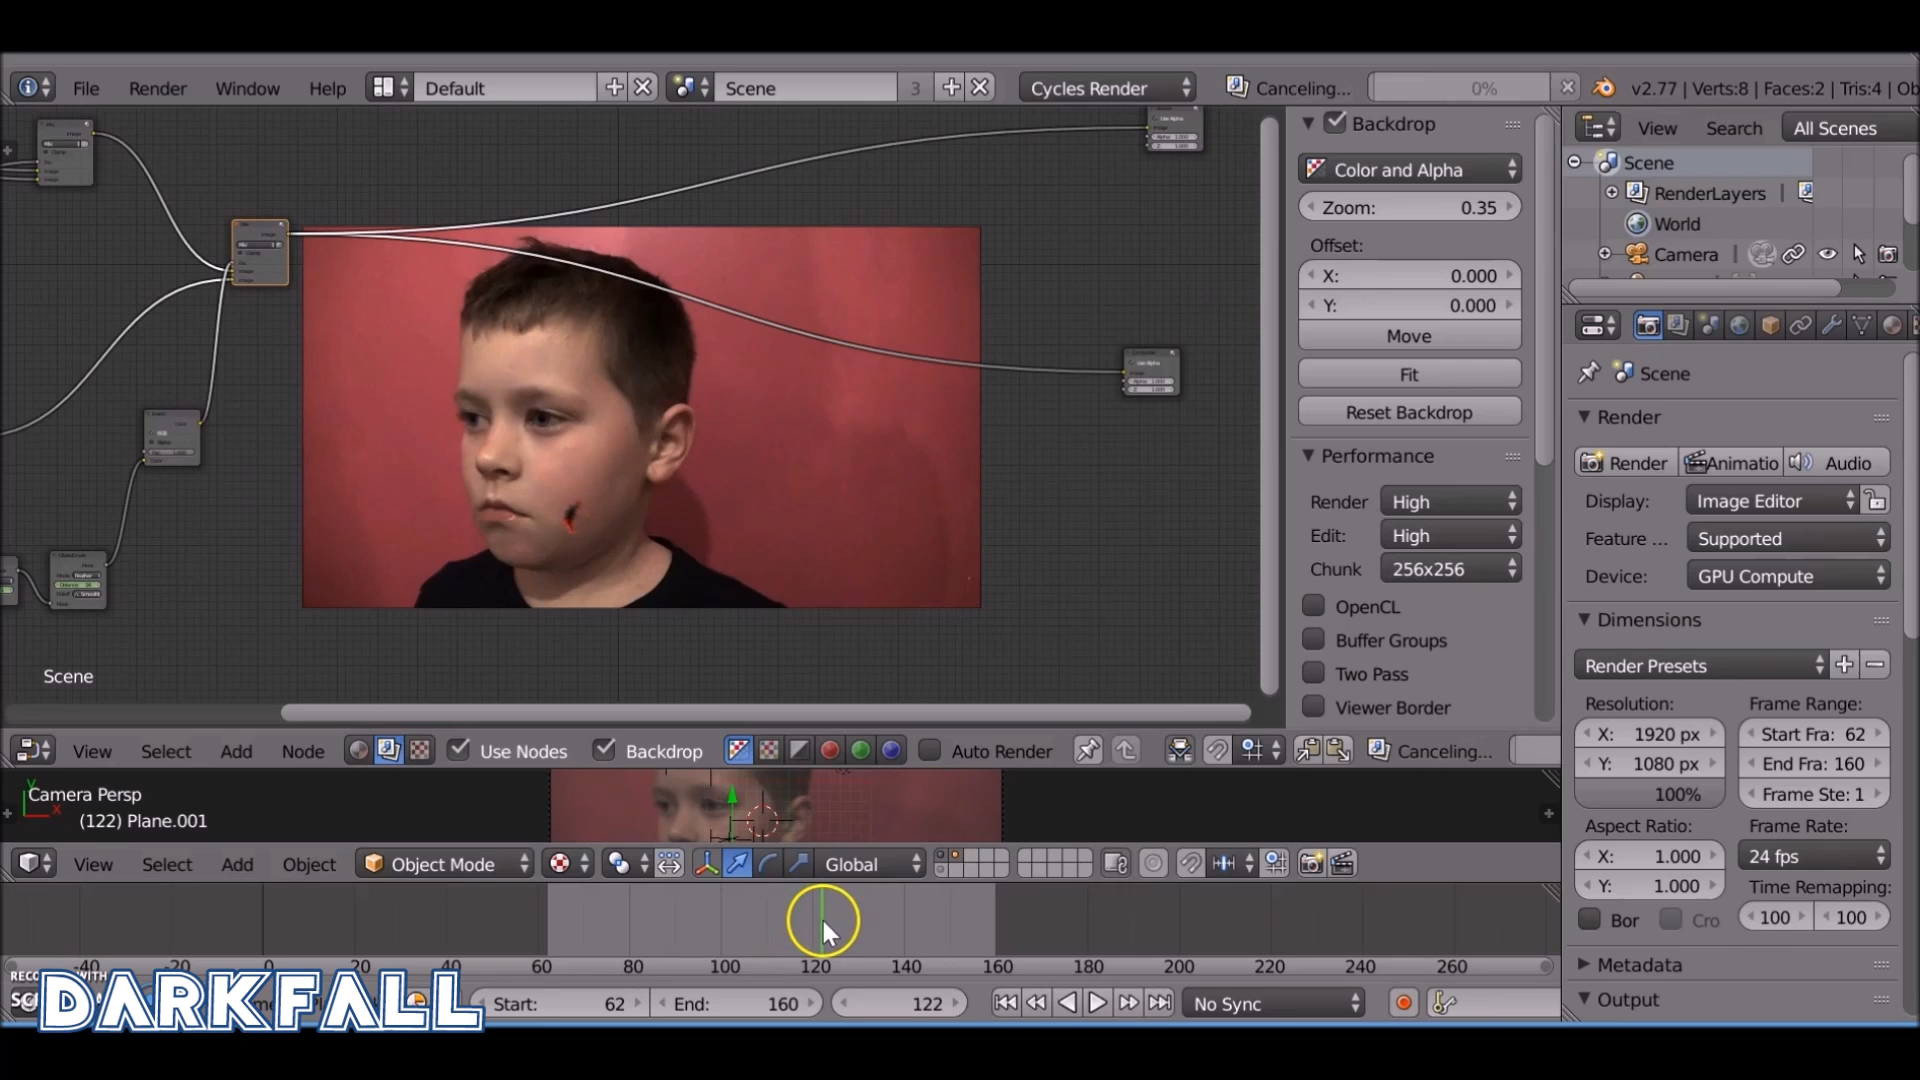 File Render Window Help Default Scene 3 Cycles Render Canceling... 0% v2.77 | Verts:8 | Faces:2 | Tris:4 | Ob
Backdrop
Color and Alpha
Zoom: 0.35
Offset:
X: 0.000
Y: 0.000
Move
Fit
Reset Backdrop
Performance
Render High
Edit: High
Chunk 256x256
OpenCL
Buffer Groups
Two Pass
Viewer Border
View Search All Scenes
Scene
RenderLayers |
World
Camera
Scene
Render
Render Animatio Audio
Display: Image Editor
Feature ... Supported
Device: GPU Compute
Dimensions
Render Presets
Resolution: Frame Range:
X: 1920 px Start Fra: 62
Y: 1080 px End Fra: 160
100% Frame Ste: 1
Aspect Ratio: Frame Rate:
X: 1.000 24 fps
Y: 1.000 Time Remapping:
Bor Cro 100 100
Metadata
Output
Scene
View Select Add Node Use Nodes Backdrop Auto Render Canceling...
Camera Persp
(122) Plane.001
View Select Add Object Object Mode Global
-40 -20 0 20 40 60 80 100 120 140 160 180 200 220 240 260
RECO WITH
DARKFALL
Start: 62 End: 160 122 No Sync